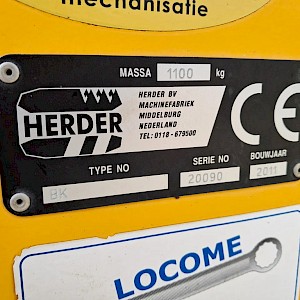 mechanisatie
MASSA 1100 kg
HERDER
HERDER BV
MACHINEFABRIEK
MIDDELBURG
NEDERLAND
TEL: 0118 - 679500
CE
TYPE NO SERIE NO BOUWJAAR
BK 20090 2011
LOCOME